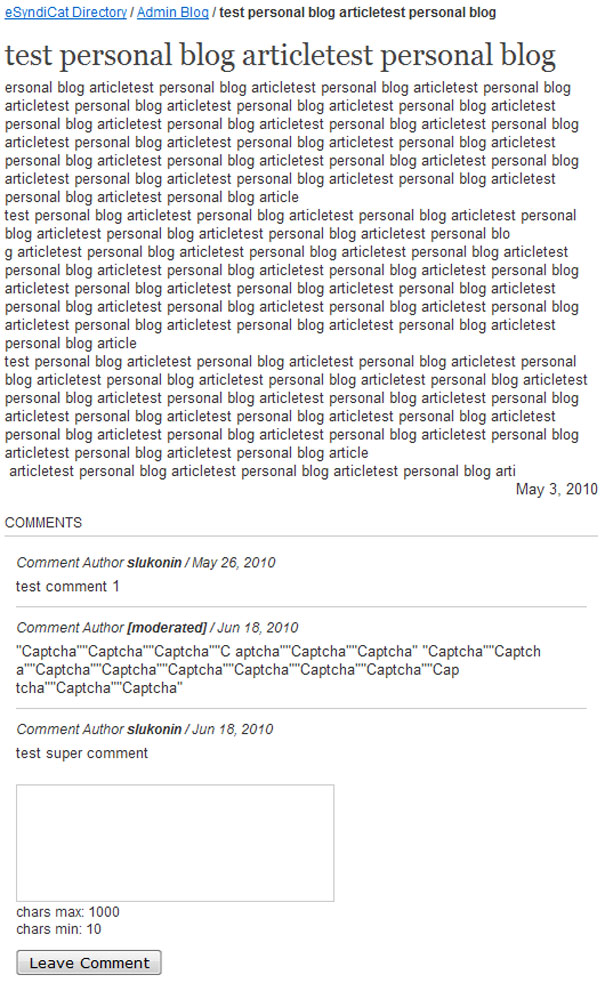 eSyndiCat Directory / Admin Blog / test personal blog articletest personal blog
test personal blog articletest personal blog
ersonal blog articletest personal blog articletest personal blog articletest personal blog
articletest personal blog articletest personal blog articletest personal blog articletest
personal blog articletest personal blog articletest personal blog articletest personal blog
articletest personal blog articletest personal blog articletest personal blog articletest
personal blog articletest personal blog articletest personal blog articletest personal blog
articletest personal blog articletest personal blog articletest personal blog articletest
personal blog articletest personal blog article
test personal blog articletest personal blog articletest personal blog articletest personal
blog articletest personal blog articletest personal blog articletest personal blo
g articletest personal blog articletest personal blog articletest personal blog articletest
personal blog articletest personal blog articletest personal blog articletest personal blog
articletest personal blog articletest personal blog articletest personal blog articletest
personal blog articletest personal blog articletest personal blog articletest personal blog
articletest personal blog articletest personal blog articletest personal blog articletest
personal blog article
test personal blog articletest personal blog articletest personal blog articletest personal
blog articletest personal blog articletest personal blog articletest personal blog articletest
personal blog articletest personal blog articletest personal blog articletest personal blog
articletest personal blog articletest personal blog articletest personal blog articletest
personal blog articletest personal blog articletest personal blog articletest personal blog
articletest personal blog articletest personal blog article
articletest personal blog articletest personal blog articletest personal blog arti
May 3, 2010
COMMENTS
Comment Author slukonin / May 26, 2010
test comment 1
Comment Author [moderated] / Jun 18, 2010
"Captcha""Captcha""Captcha""C aptcha""Captcha""Captcha" "Captcha""Captch
a""Captcha""Captcha""Captcha""Captcha""Captcha""Captcha""Cap
tcha""Captcha""Captcha"
Comment Author slukonin / Jun 18, 2010
test super comment
chars max: 1000
chars min: 10
Leave Comment